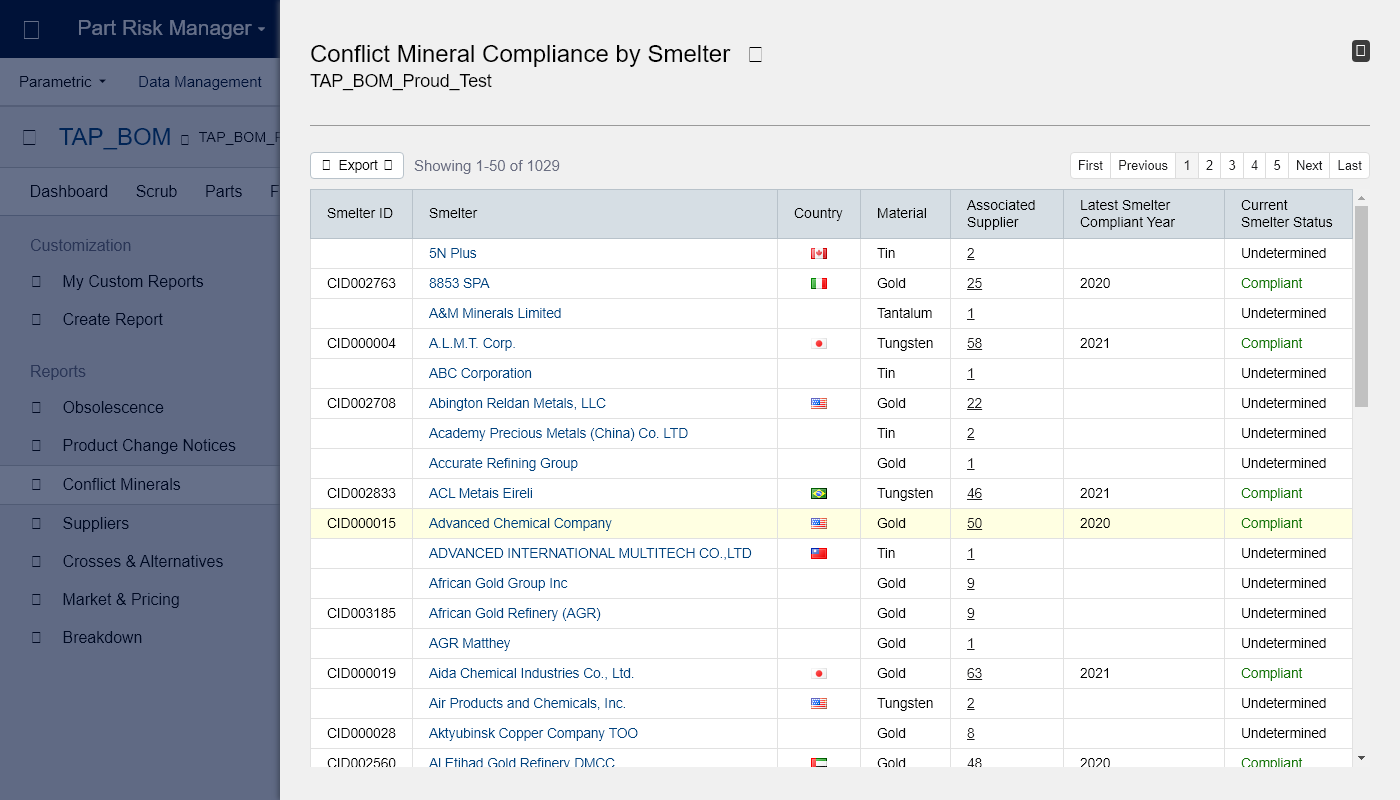 Part Risk Manager
Parametric Data Management
TAP_BOM TAP_BOM_P
Dashboard Scrub Parts
Customization
My Custom Reports
Create Report
Reports
Obsolescence
Product Change Notices
Conflict Minerals
Suppliers
Crosses & Alternatives
Market & Pricing
Breakdown
Conflict Mineral Compliance by Smelter
TAP_BOM_Proud_Test
Export Showing 1-50 of 1029 First Previous 1 2 3 4 5 Next Last
Smelter ID Smelter Country Material Associated Supplier Latest Smelter Compliant Year Current Smelter Status
5N Plus Tin 2 Undetermined
CID002763 8853 SPA Gold 25 2020 Compliant
A&M Minerals Limited Tantalum 1 Undetermined
CID000004 A.L.M.T. Corp. Tungsten 58 2021 Compliant
ABC Corporation Tin 1 Undetermined
CID002708 Abington Reldan Metals, LLC Gold 22 Undetermined
Academy Precious Metals (China) Co. LTD Tin 2 Undetermined
Accurate Refining Group Gold 1 Undetermined
CID002833 ACL Metais Eireli Tungsten 46 2021 Compliant
CID000015 Advanced Chemical Company Gold 50 2020 Compliant
ADVANCED INTERNATIONAL MULTITECH CO.,LTD Tin 1 Undetermined
African Gold Group Inc Gold 9 Undetermined
CID003185 African Gold Refinery (AGR) Gold 9 Undetermined
AGR Matthey Gold 1 Undetermined
CID000019 Aida Chemical Industries Co., Ltd. Gold 63 2021 Compliant
Air Products and Chemicals, Inc. Tungsten 2 Undetermined
CID000028 Aktyubinsk Copper Company TOO Gold 8 Undetermined
CID002560 Al Etihad Gold Refinery DMCC Gold 48 2020 Compliant